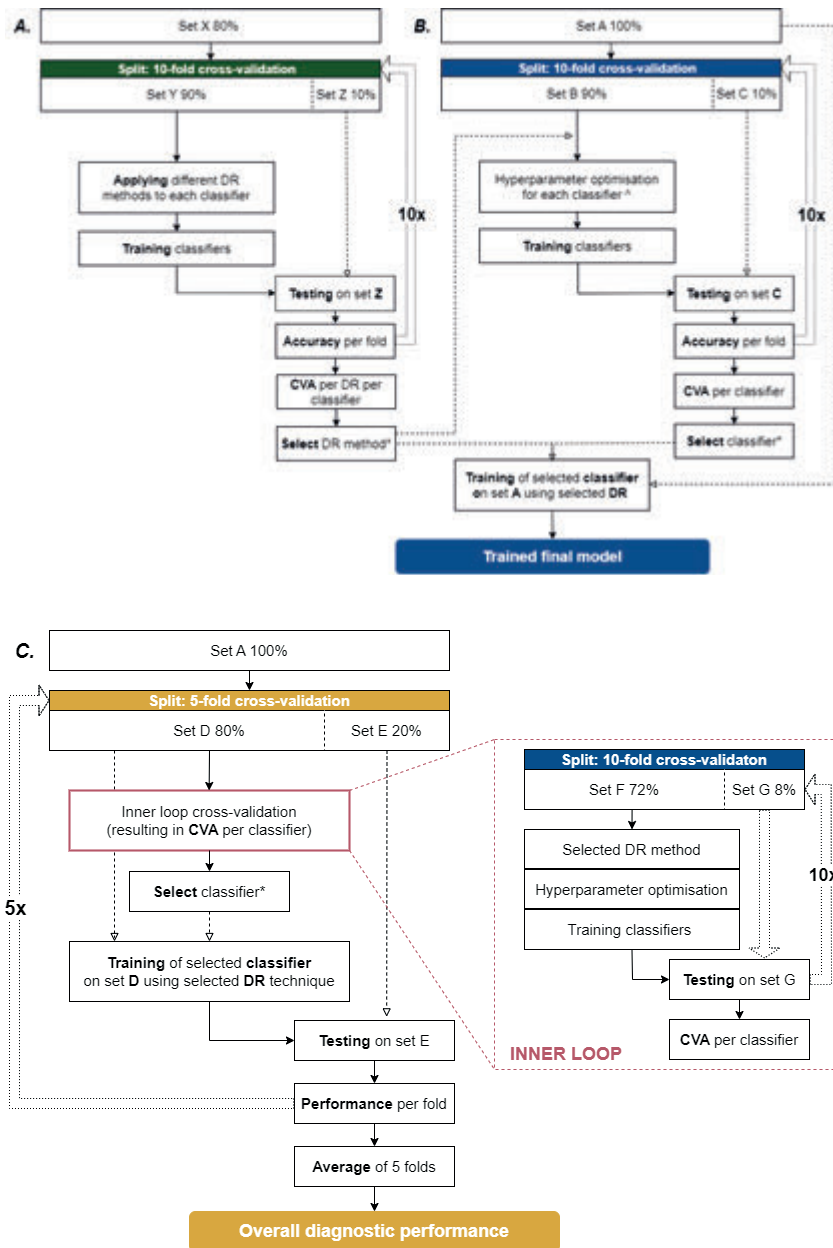 A.
Set X 80%
Split: 10-fold cross-validation
Set Y 90%
Set Z 10%
Applying different DR
methods to each classifier
Training classifiers
10x
Testing on set Z
Accuracy per fold
CVA per DR per
classifier
Select DR method*
B.
Set A 100%
Split: 10-fold cross-validation
Set B 90%
Set C 10%
Hyperparameter optimisation
for each classifier ^
Training classifiers
10x
Testing on set C
Accuracy per fold
CVA per classifier
Select classifier*
Training of selected classifier
on set A using selected DR
Trained final model
C.
Set A 100%
Split: 5-fold cross-validation
Set D 80%
Set E 20%
Inner loop cross-validation
(resulting in CVA per classifier)
Select classifier*
5x
Training of selected classifier
on set D using selected DR technique
Testing on set E
Performance per fold
Average of 5 folds
Overall diagnostic performance
Split: 10-fold cross-validaton
Set F 72%
Set G 8%
Selected DR method
Hyperparameter optimisation
Training classifiers
10x
Testing on set G
CVA per classifier
INNER LOOP